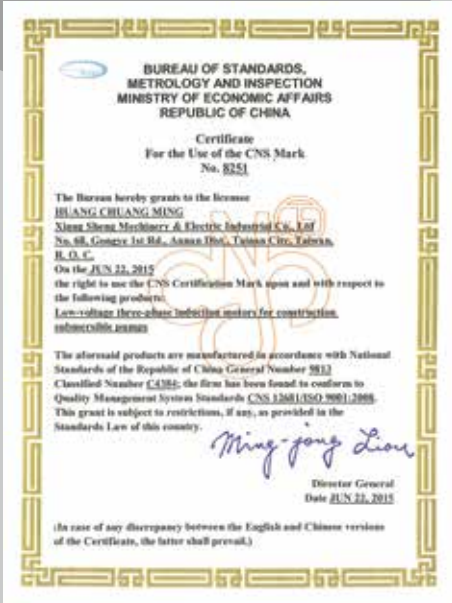 BUREAU OF STANDARDS,
METROLOGY AND INSPECTION
MINISTRY OF ECONOMIC AFFAIRS
REPUBLIC OF CHINA
Certificate
For the Use of the CNS Mark
No. 8251
The Bureau hereby grants to the license
HUANG CHUANG MING
Xiang Sheng Mechinery & Electric Industrial Co., Ltd
No. 68, Gongye 1st Rd., Annan Dist., Tainan City, Taiwan,
R. O. C.
On the JUN 22, 2015
the right to use the CNS Certification Mark upon and with respect to
the following products:
Low-voltage three-phase induction motors for construction
submersible pumps
The aforesaid products are manufactured in accordance with National
Standards of the Republic of China General Number 9813
Classified Number C4384; the firm has been found to conform to
Quality Management System Standards CNS 12681/ISO 9001:2008.
This grant is subject to restrictions, if any, as provided in the
Standards Law of this country.
Ming-jong Liou
Director General
Date JUN 22, 2015
(In case of any discrepancy between the English and Chinese versions
of the Certificate, the latter shall prevail.)